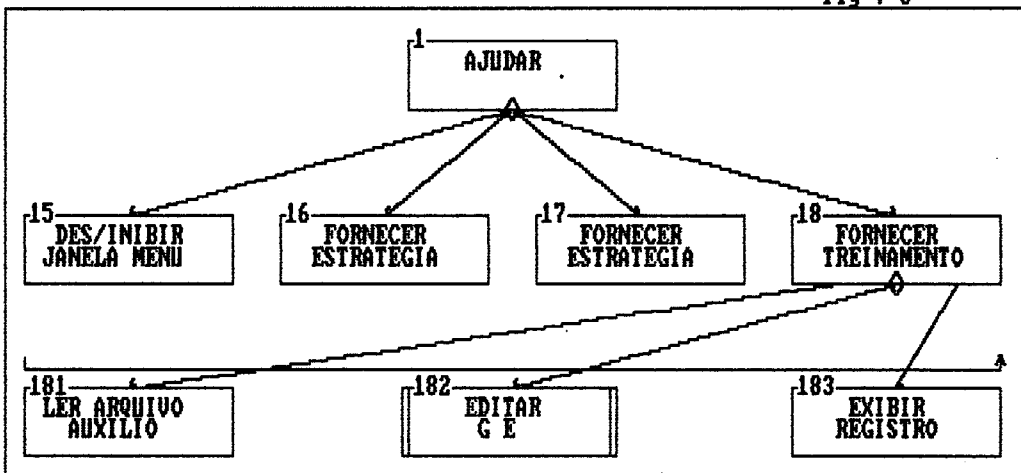 1
AJUDAR
15
DES/INIBIR
JANELA MENU
16
FORNECER
ESTRATEGIA
17
FORNECER
ESTRATEGIA
18
FORNECER
TREINAMENTO
181
LER ARQUIVO
AUXILIO
182
EDITAR
G E
183
EXIBIR
REGISTRO